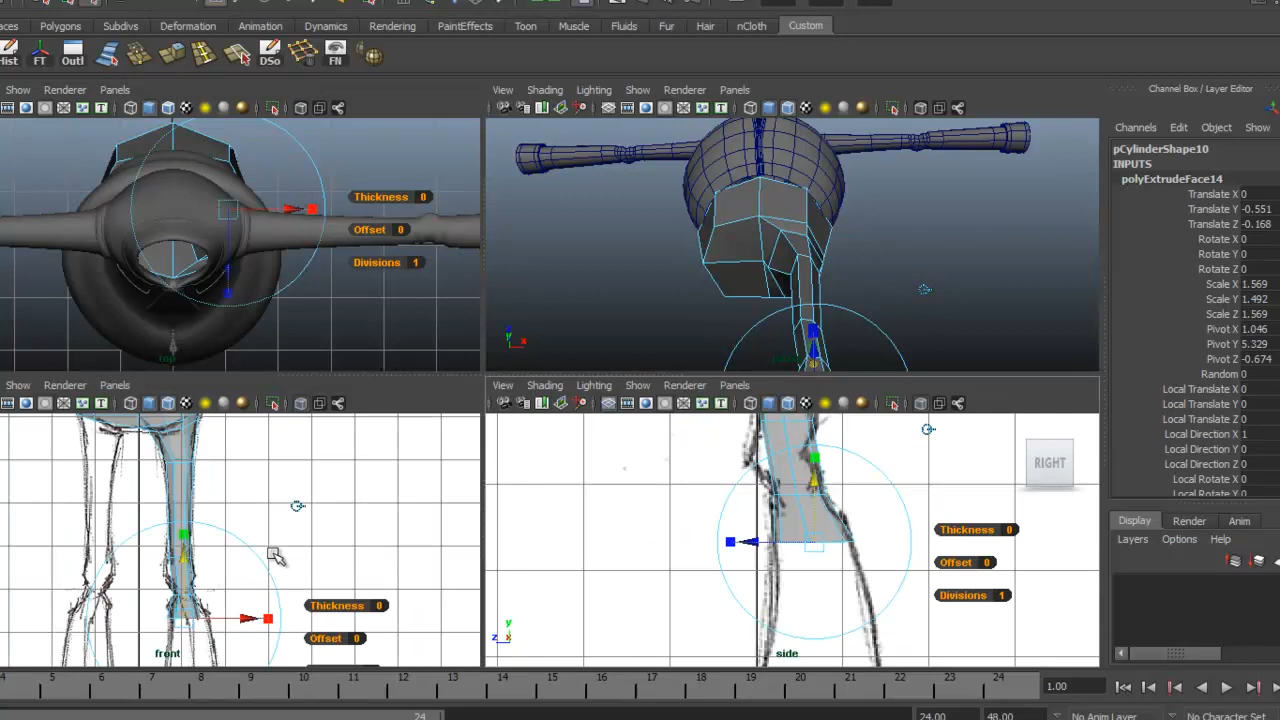 aces Polygons Subdivs Deformation Animation Dynamics Rendering PaintEffects Toon Muscle Fluids Fur Hair nCloth Custom
Hist FT Outl DSo FN
Show Renderer Panels
View Shading Lighting Show Renderer Panels
Channel Box / Layer Editor
Channels Edit Object Show
pCylinderShape10
INPUTS
polyExtrudeFace14
Translate X 0
Translate Y -0.551
Translate Z -0.168
Rotate X 0
Rotate Y 0
Rotate Z 0
Scale X 1.569
Scale Y 1.492
Scale Z 1.569
Pivot X 1.046
Pivot Y 5.329
Pivot Z -0.674
Random 0
Local Translate X 0
Local Translate Y 0
Local Translate Z 0
Local Direction X 1
Local Direction Y 0
Local Direction Z 0
Local Rotate X 0
Local Rotate Y 0
Thickness 0
Offset 0
Divisions 1
top
y x
Show Renderer Panels
View Shading Lighting Show Renderer Panels
RIGHT
Thickness 0
Offset 0
front
Thickness 0
Offset 0
Divisions 1
y
z x
side
Display Render Anim
Layers Options Help
4 5 6 7 8 9 10 11 12 13 14 15 16 17 18 19 20 21 22 23 24
1.00
24
24.00 48.00 No Anim Layer No Character Set